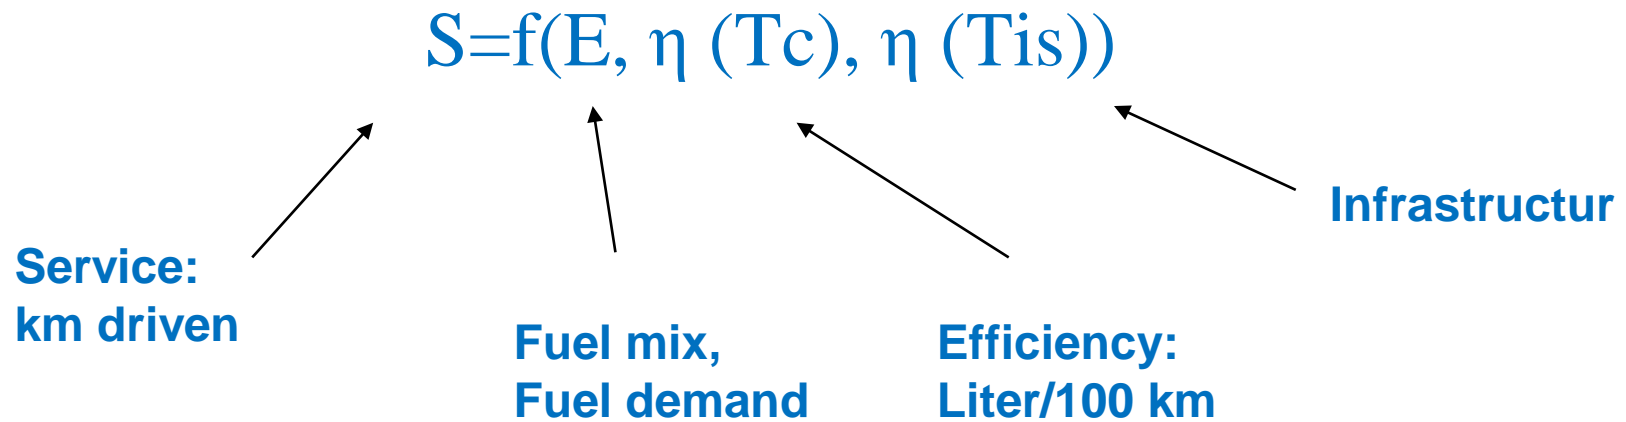 S=f(E, η (Tc), η (Tis))
Infrastructur
Service:
km driven
Fuel mix,
Fuel demand
Efficiency:
Liter/100 km